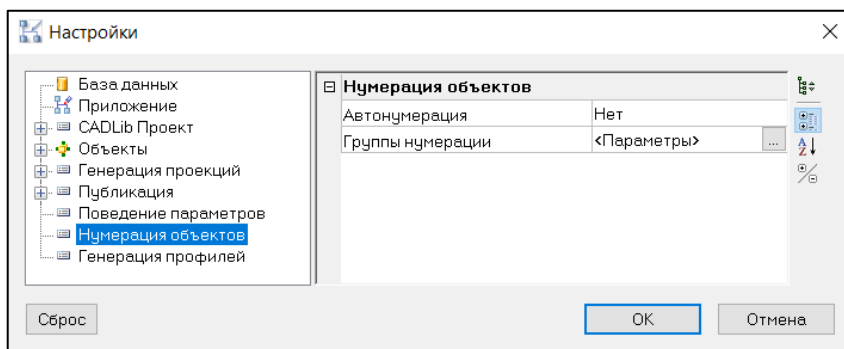 Настройки
База данных
Приложение
CADLib Проект
Объекты
Генерация проекций
Публикация
Поведение параметров
Нумерация объектов
Генерация профилей
Нумерация объектов
Автонумерация Нет
Группы нумерации <Параметры> ...
Сброс
OK
Отмена